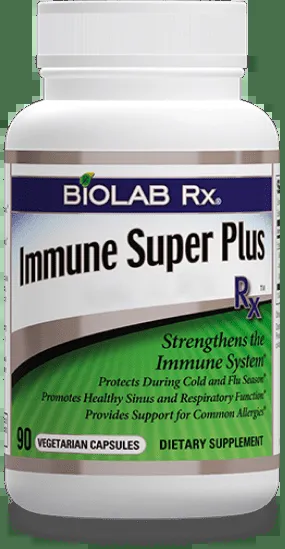 BIOLAB Rx®
Immune Super Plus
Rx™
Strengthens the
Immune System*
Protects During Cold and Flu Season*
Promotes Healthy Sinus and Respiratory Function*
Provides Support for Common Allergies*
90 VEGETARIAN CAPSULES DIETARY SUPPLEMENT